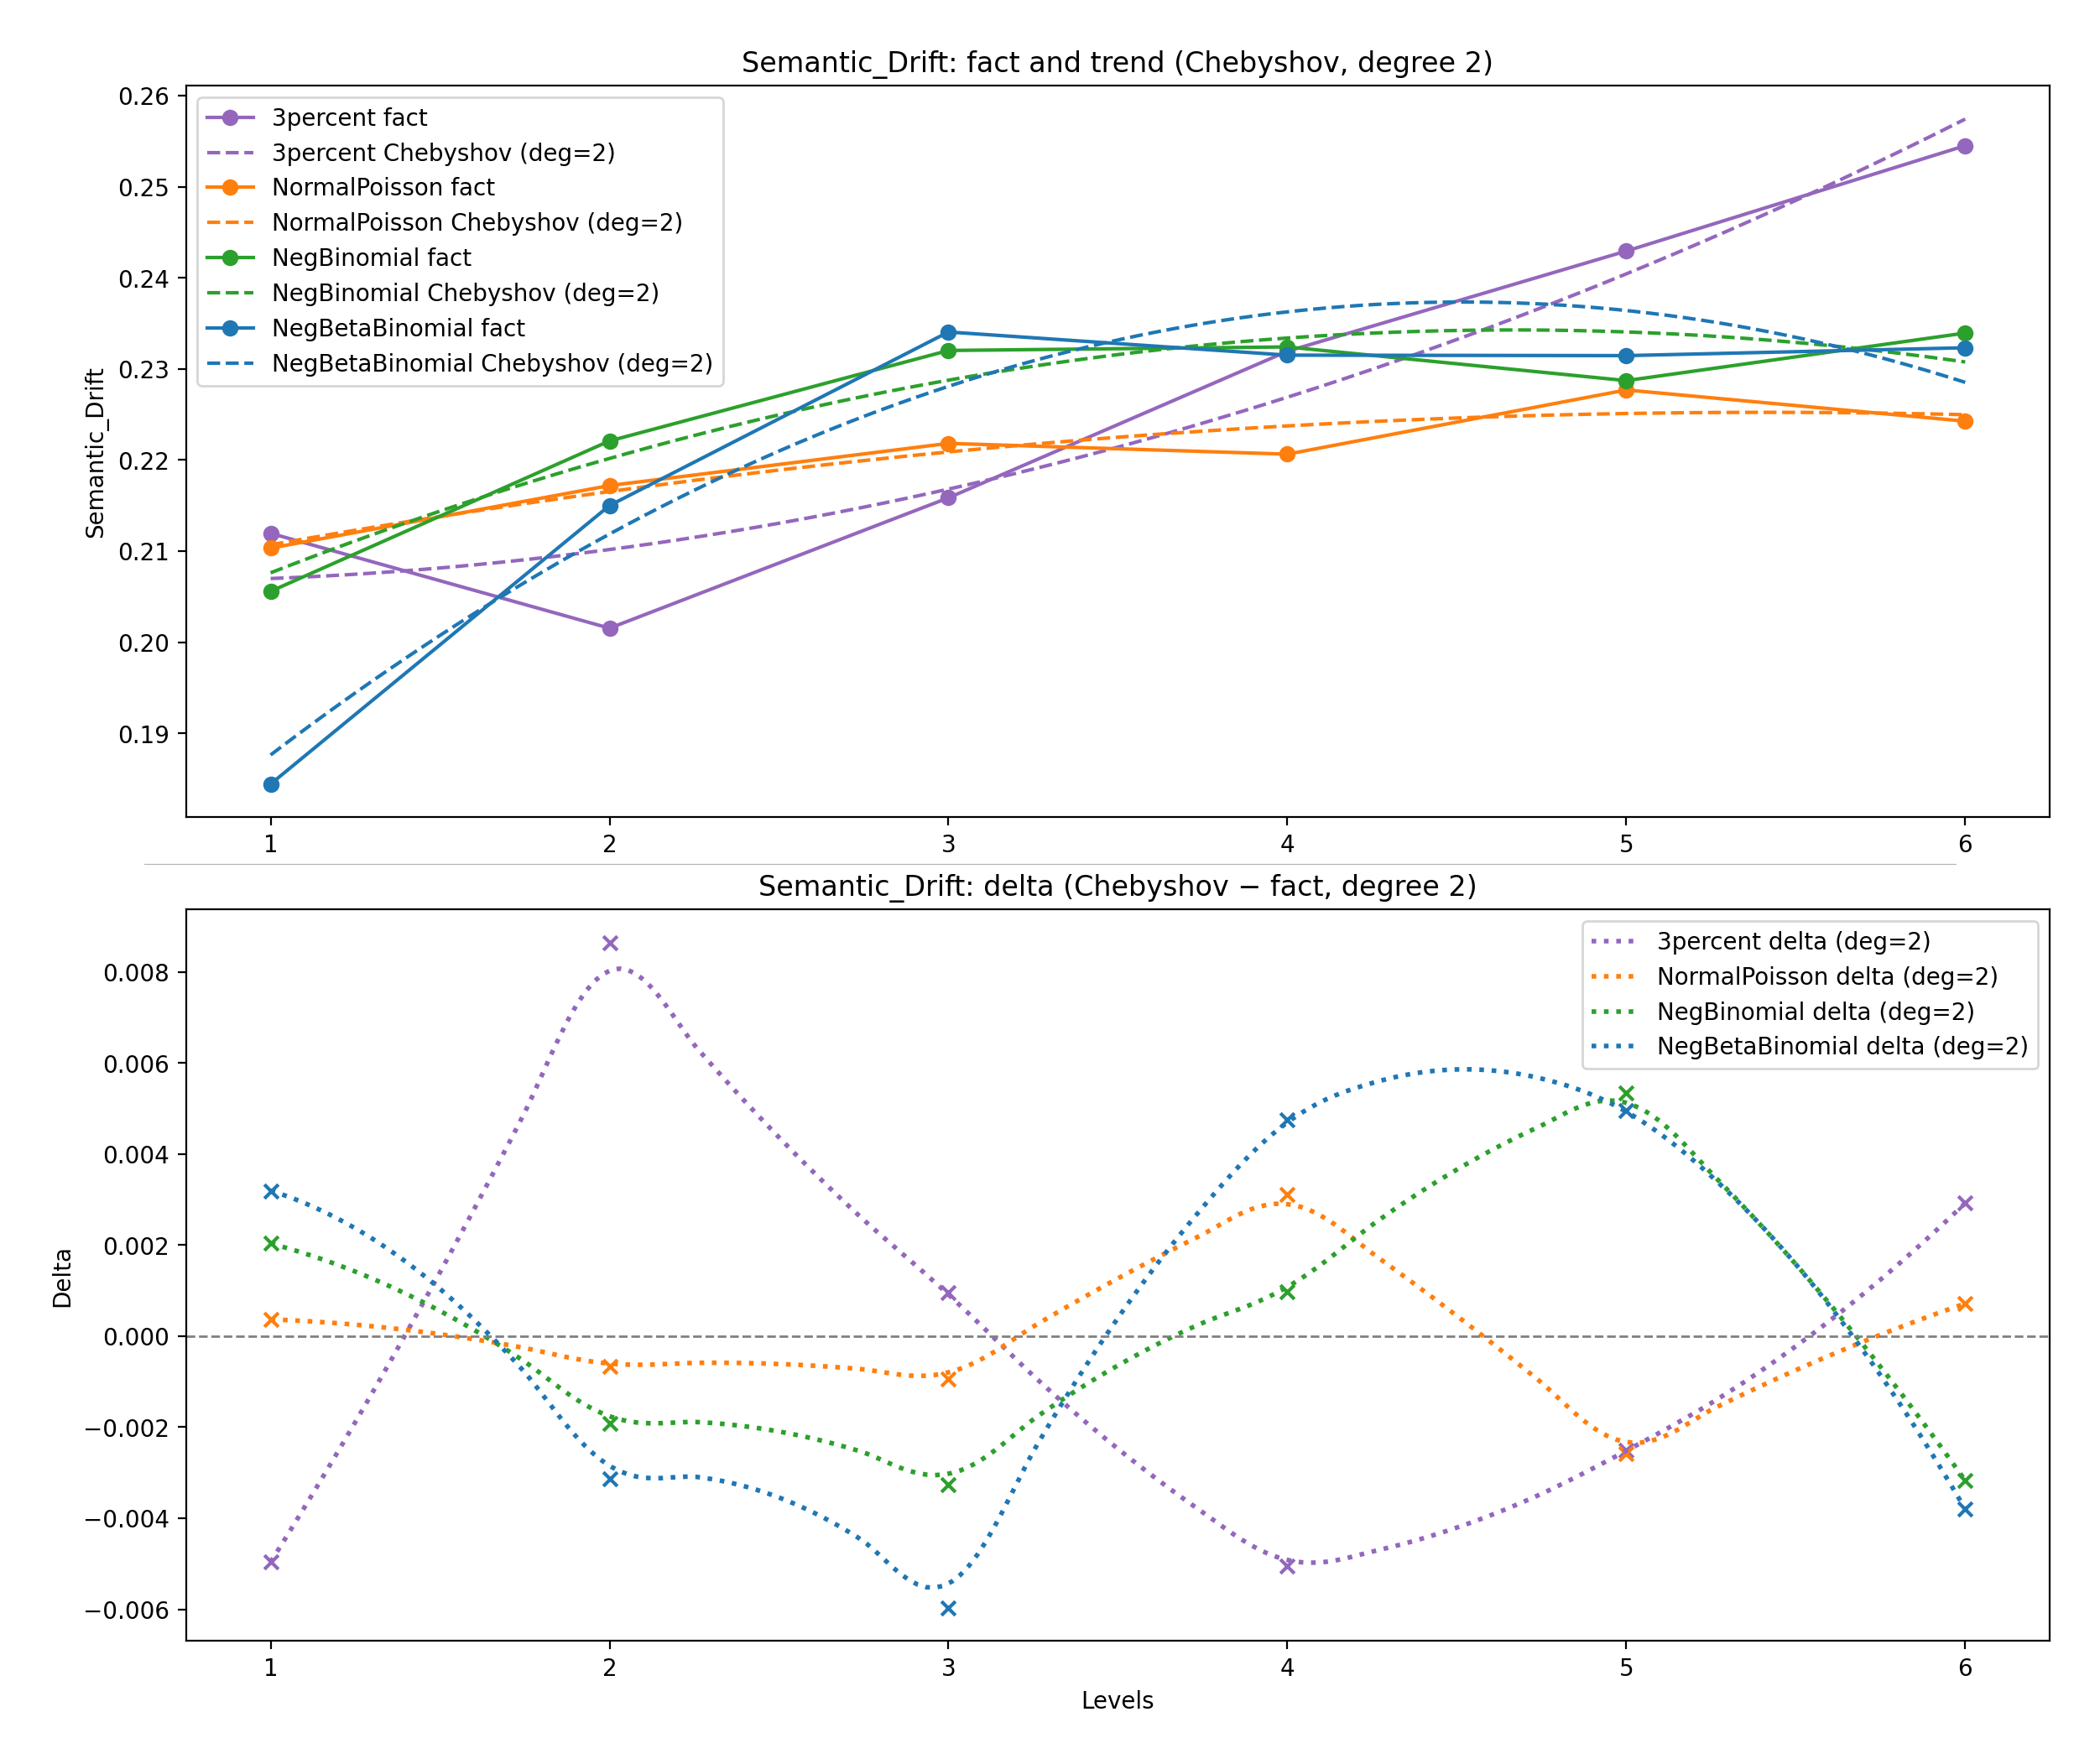 Semantic_Drift: fact and trend (Chebyshov, degree 2)
0.26
0.25
0.24
0.23
0.22
0.21
0.20
0.19
Semantic_Drift
3percent fact
3percent Chebyshov (deg=2)
NormalPoisson fact
NormalPoisson Chebyshov (deg=2)
NegBinomial fact
NegBinomial Chebyshov (deg=2)
NegBetaBinomial fact
NegBetaBinomial Chebyshov (deg=2)
1 2 3 4 5 6
Semantic_Drift: delta (Chebyshov − fact, degree 2)
0.008
0.006
0.004
0.002
0.000
−0.002
−0.004
−0.006
Delta
3percent delta (deg=2)
NormalPoisson delta (deg=2)
NegBinomial delta (deg=2)
NegBetaBinomial delta (deg=2)
1 2 3 4 5 6
Levels